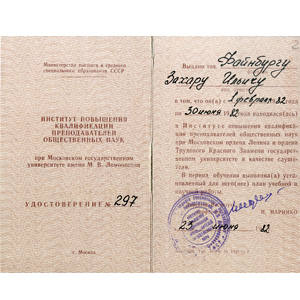 Министерство высшего и среднего
специального образования СССР
ИНСТИТУТ ПОВЫШЕНИЯ
КВАЛИФИКАЦИИ
ПРЕПОДАВАТЕЛЕЙ
ОБЩЕСТВЕННЫХ НАУК
при Московском государственном
университете имени М. В. Ломоносова
УДОСТОВЕРЕНИЕ № 297
г. Москва
Выдано тов. Файнбургу
Захару Ильичу
в том, что он(а) с 1 февраля 82
по 30 июня 82
в Институте повышения квалификации
преподавателей общественных наук
при Московском ордена Ленина и ордена
Трудового Красного Знамени государственном
университете в качестве слушателя.
В период обучения выполнил(а)
установленный для него(нее) план учебной и
научной работы.
Н. МАРИНКО
23 июня 82